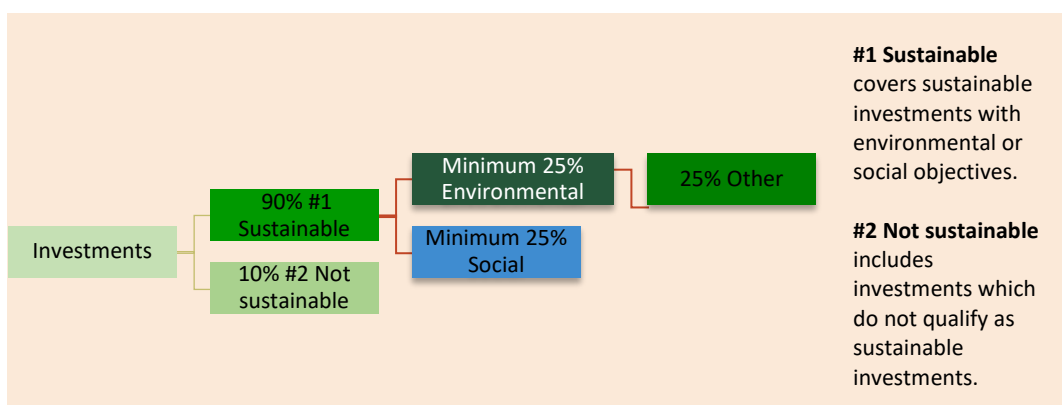 Investments
90% #1
Sustainable
10% #2 Not
sustainable
Minimum 25%
Environmental
Minimum 25%
Social
25% Other
#1 Sustainable
covers sustainable
investments with
environmental or
social objectives.
#2 Not sustainable
includes
investments which
do not qualify as
sustainable
investments.